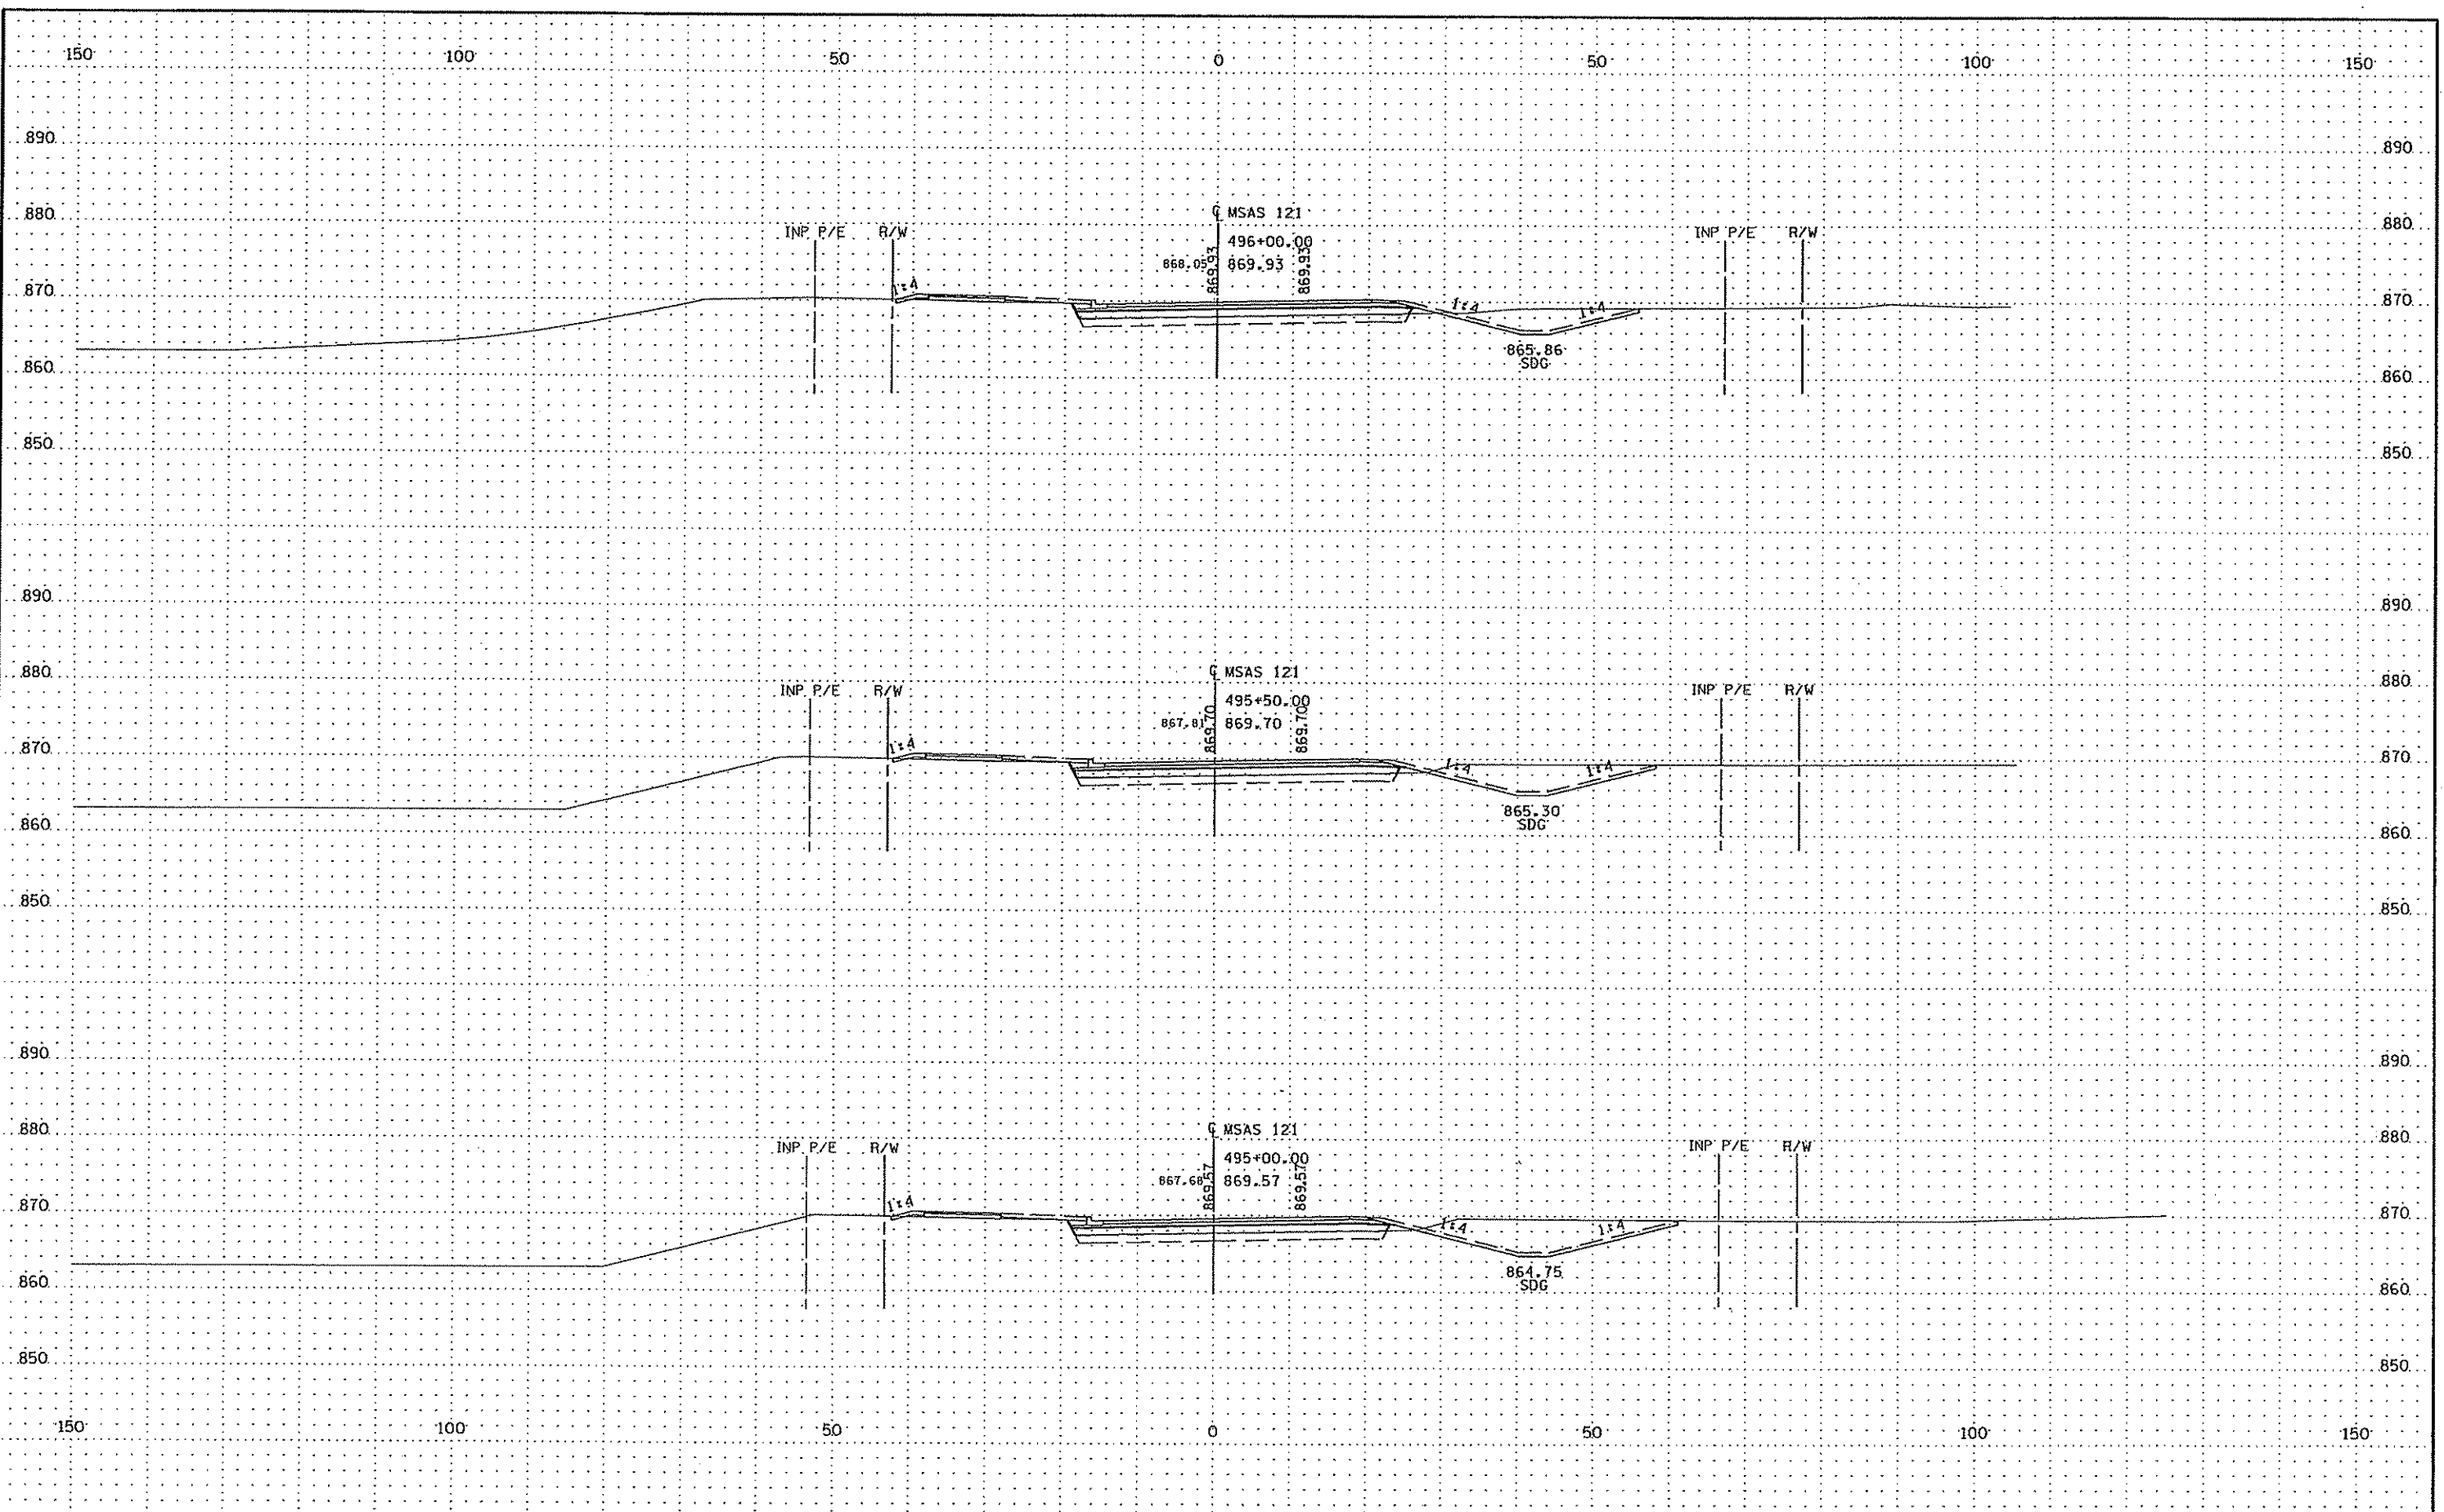 150 100 50 0 50 100 150
890 890
880 880
℄ MSAS 121
INP P/E R/W INP P/E R/W
496+00.00
868.05 869.93 869.93 869.93
870 870
1:4 1:4 1:4
865.86
SDG
860 860
850 850
890 890
880 880
℄ MSAS 121
INP P/E R/W INP P/E R/W
495+50.00
867.81 869.70 869.70 869.70
870 870
1:4 1:4 1:4
865.30
SDG
860 860
850 850
890 890
880 880
℄ MSAS 121
INP P/E R/W INP P/E R/W
495+00.00
867.68 869.57 869.57 869.57
870 870
1:4 1:4 1:4
864.75
SDG
860 860
850 850
150 100 50 0 50 100 150